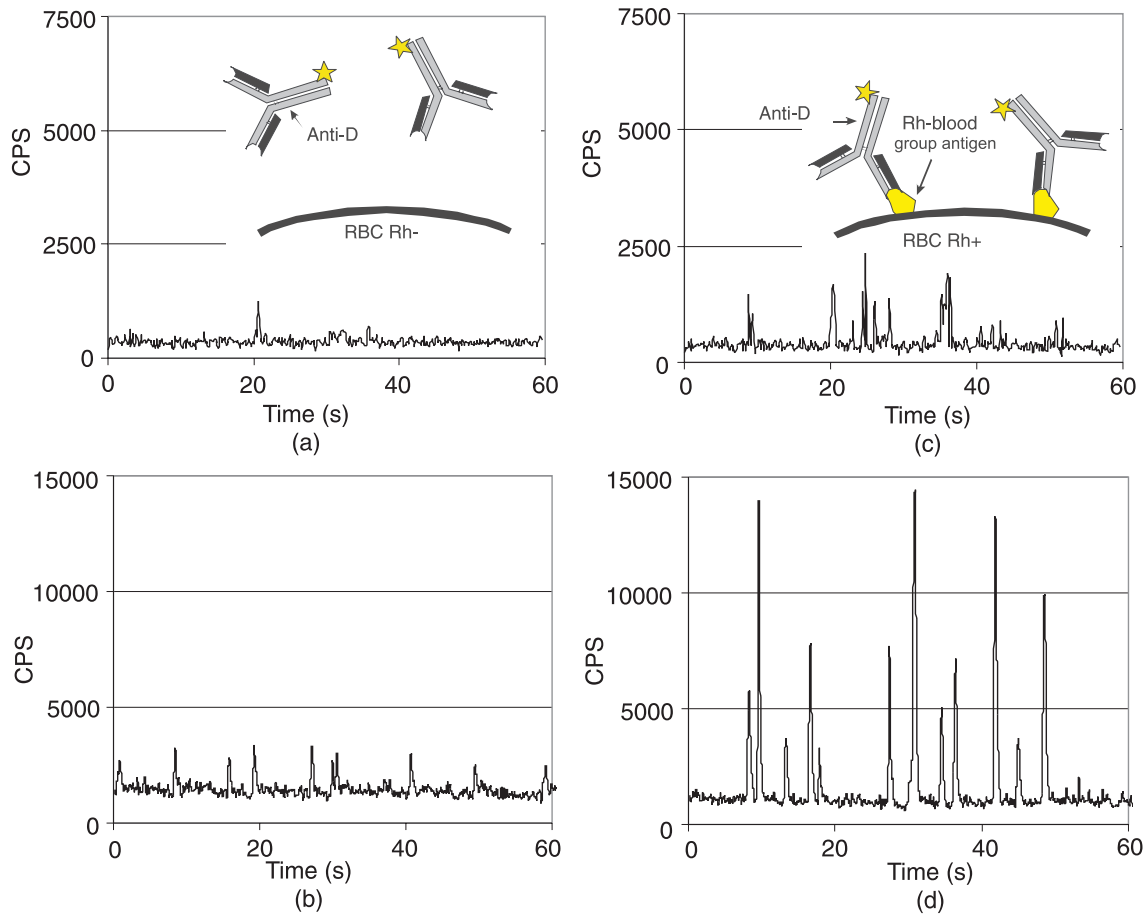 7500
5000
2500
0
CPS
Anti-D
RBC Rh-
0
20
40
60
Time (s)
(a)
7500
5000
2500
0
CPS
Anti-D
Rh-blood
group antigen
RBC Rh+
0
20
40
60
Time (s)
(c)
15000
10000
5000
0
CPS
0
20
40
60
Time (s)
(b)
15000
10000
5000
0
CPS
0
20
40
60
Time (s)
(d)